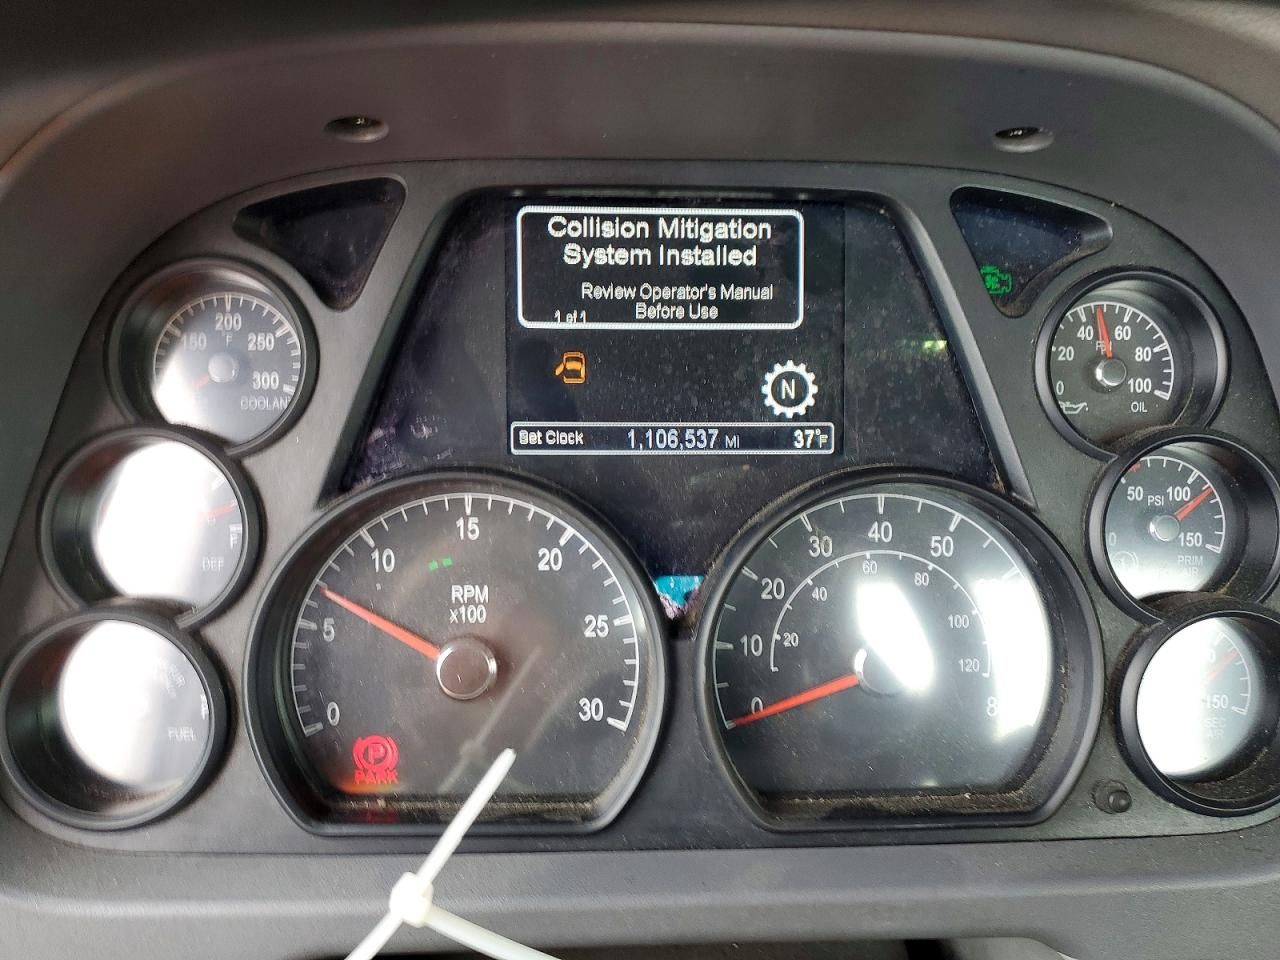 Collision Mitigation
System Installed
Review Operator's Manual
Before Use
1 of 1
N
Set Clock 1,106,537 MI 37°F
150 200 250 300
F
COOLANT
DEF
FUEL
0 5 10 15 20 25 30
RPM
x100
P
PARK
0 10 20 30 40 50
20 40 60 80 100 120
0 20 40 60 80 100
PSI
OIL
0 50 100 150
PSI
PRIM
AIR
150
SEC
AIR